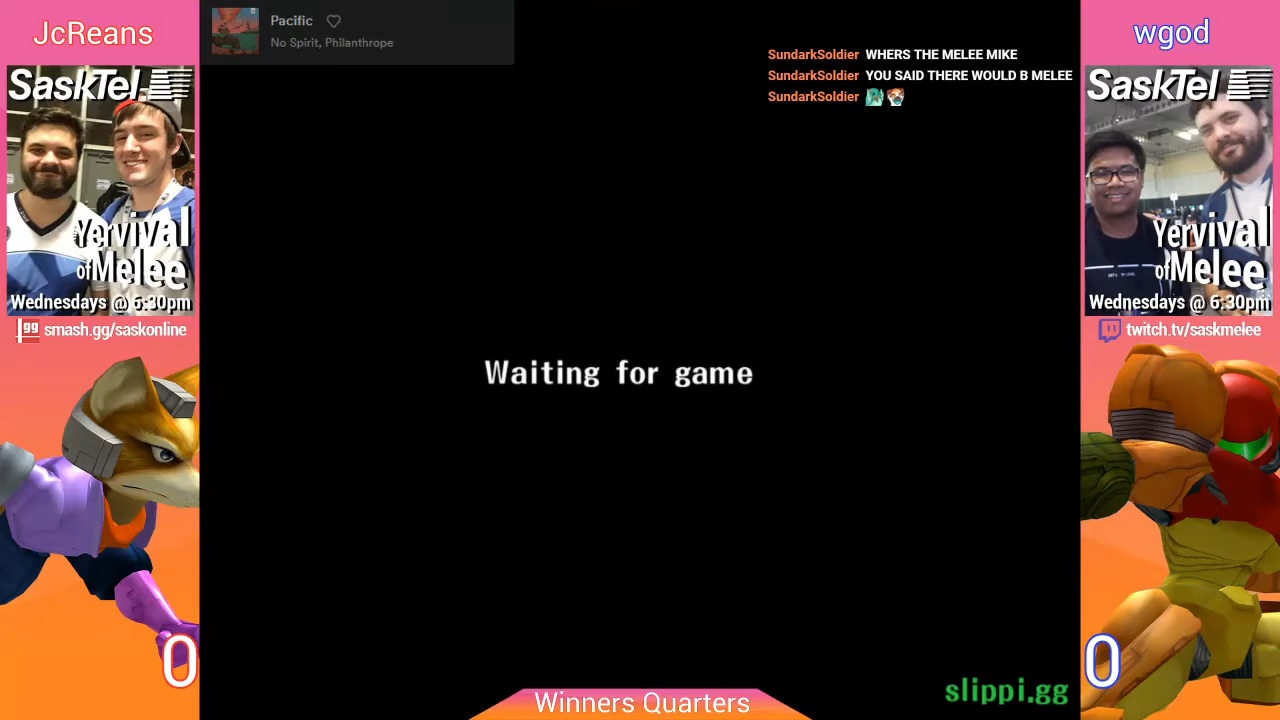 JcReans
SaskTel
Yervival
of Melee
Wednesdays @ 6:30pm
gg smash.gg/saskonline
0
Pacific
No Spirit, Philanthrope
SundarkSoldier WHERS THE MELEE MIKE
SundarkSoldier YOU SAID THERE WOULD B MELEE
SundarkSoldier
Waiting for game
slippi.gg
Winners Quarters
wgod
SaskTel
Yervival
of Melee
Wednesdays @ 6:30pm
twitch.tv/saskmelee
0